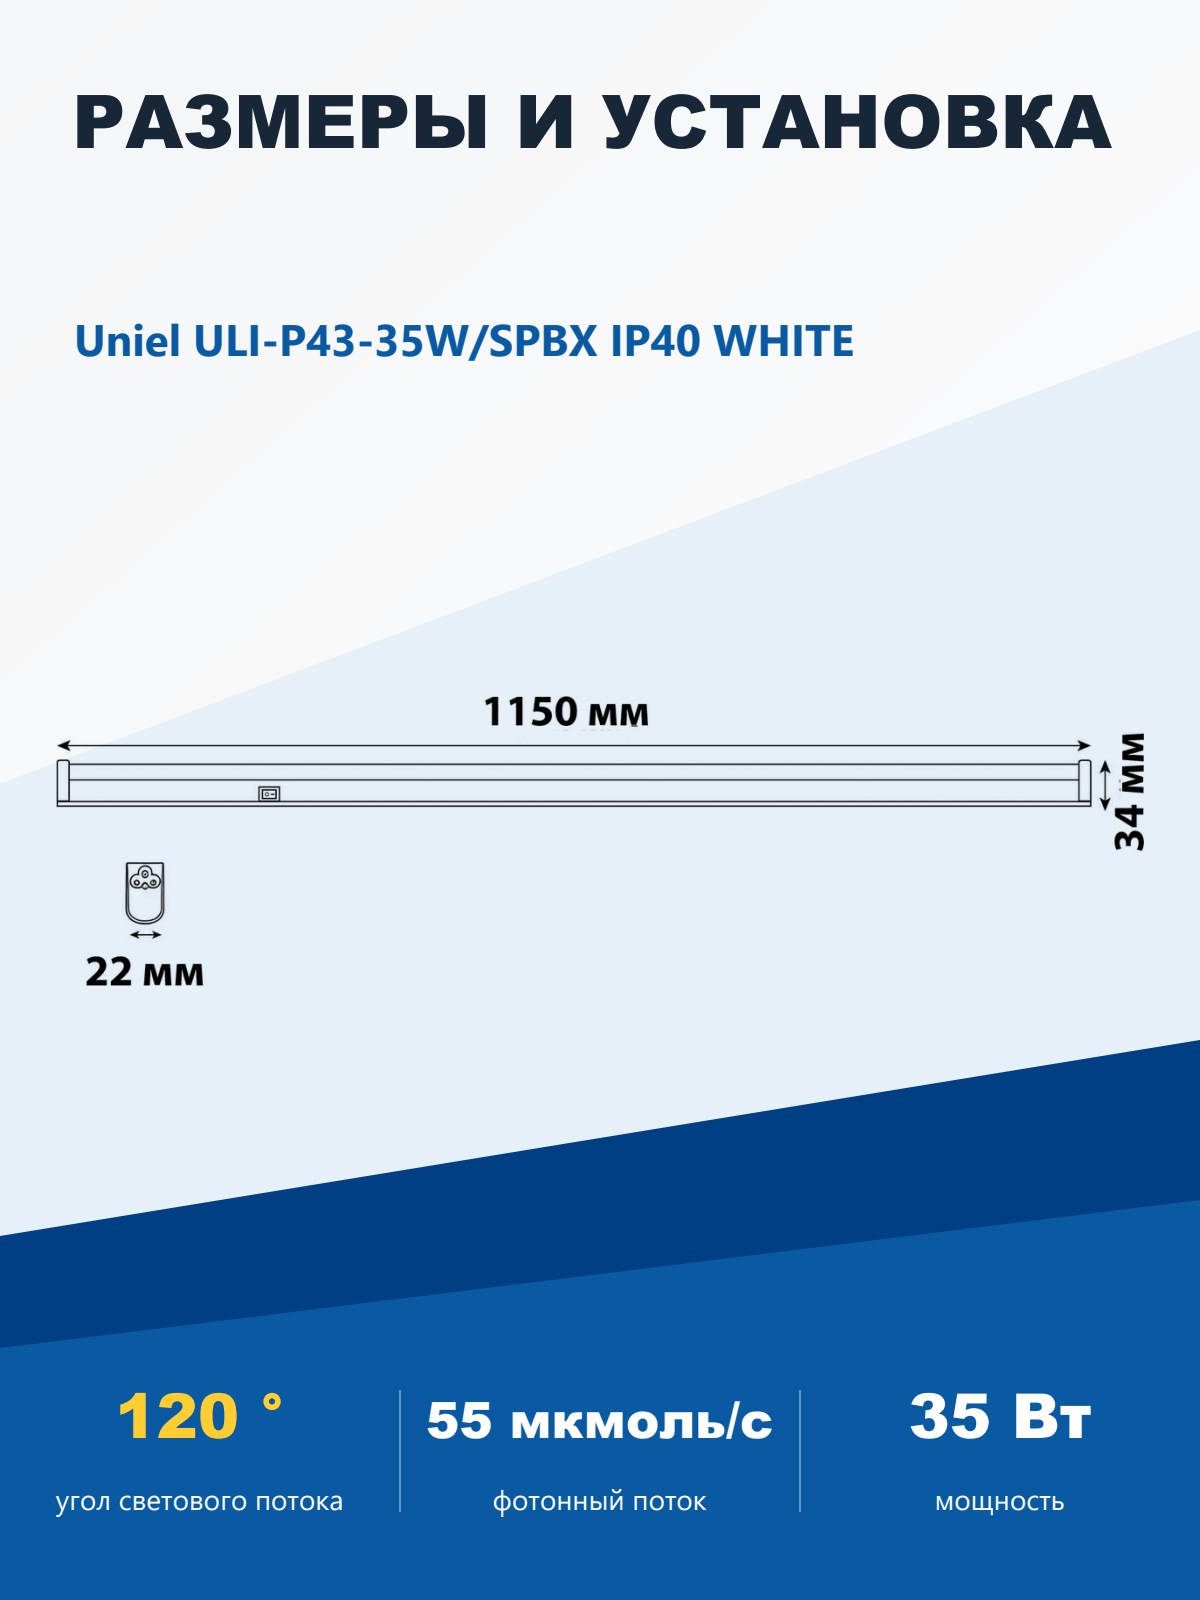 РАЗМЕРЫ И УСТАНОВКА
Uniel ULI-P43-35W/SPBX IP40 WHITE
1150 мм
34 мм
22 мм
120 °
угол светового потока
55 мкмоль/с
фотонный поток
35 Вт
мощность